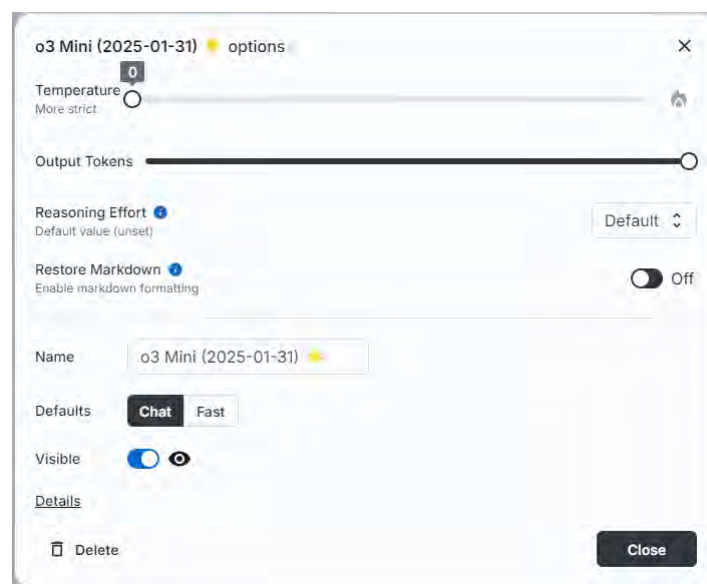 o3 Mini (2025-01-31) options
0
Temperature
More strict
Output Tokens
Reasoning Effort
Default value (unset)
Default
Restore Markdown
Enable markdown formatting
Off
Name o3 Mini (2025-01-31)
Defaults Chat Fast
Visible
Details
Delete Close